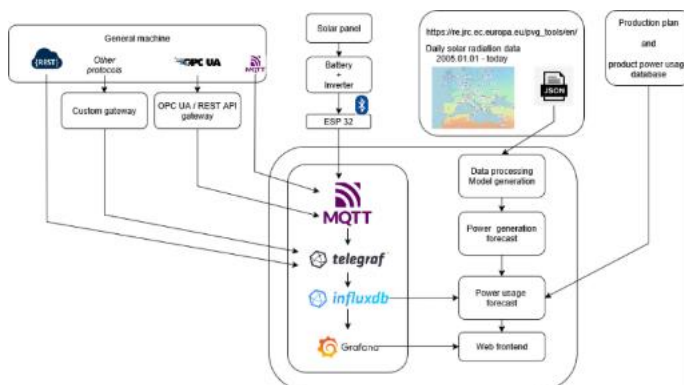 General machine
{REST}
Other
protocols
OPC UA
MQTT
Custom gateway
OPC UA / REST API
gateway
Solar panel
Battery
+
Inverter
ESP 32
https://re.jrc.ec.europa.eu/pvg_tools/en/
Daily solar radiation data
2005.01.01 - today
JSON
Production plan
and
product power usage
database
MQTT
telegraf
influxdb
Grafana
Data processing
Model generation
Power generation
forecast
Power usage
forecast
Web frontend